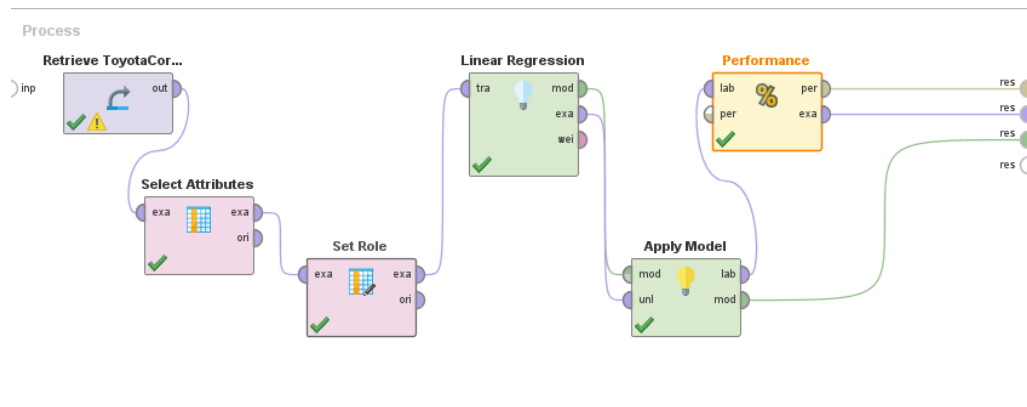 Process
Retrieve ToyotaCor...
inp
out
Select Attributes
exa exa
ori
Set Role
exa exa
ori
Linear Regression
tra mod
exa
wei
Apply Model
mod lab
unl mod
Performance
%
lab per
per exa
res
res
res
res